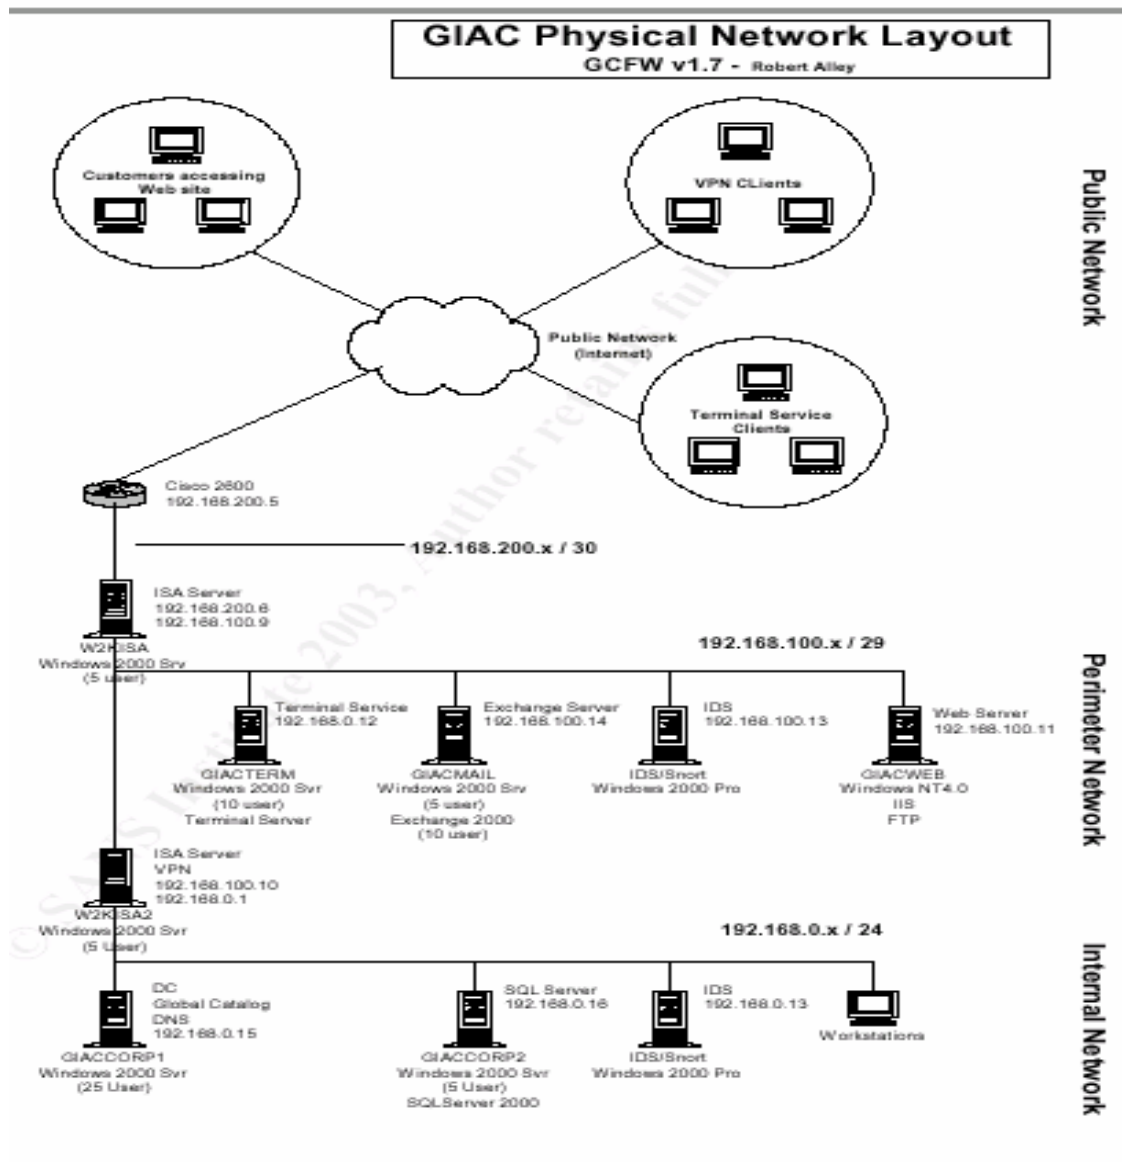 GIAC Physical Network Layout
GCFW v1.7 - Robert Alley
Customers accessing
Web site
VPN CLients
Public Network
Public Network
(Internet)
Terminal Service
Clients
Cisco 2600
192.168.200.5
192.168.200.x / 30
ISA Server
192.168.200.6
192.168.100.9
W2KISA
Windows 2000 Srv
(5 user)
192.168.100.x / 29
Perimeter Network
Terminal Service
192.168.0.12
GIACTERM
Windows 2000 Svr
(10 user)
Terminal Server
Exchange Server
192.168.100.14
GIACMAIL
Windows 2000 Srv
(5 user)
Exchange 2000
(10 user)
IDS
192.168.100.13
IDS/Snort
Windows 2000 Pro
Web Server
192.168.100.11
GIACWEB
Windows NT4.0
IIS
FTP
ISA Server
VPN
192.168.100.10
192.168.0.1
W2KISA2
Windows 2000 Svr
(5 User)
192.168.0.x / 24
Internal Network
DC
Global Catalog
DNS
192.168.0.15
GIACCORP1
Windows 2000 Svr
(25 User)
SQL Server
192.168.0.16
GIACCORP2
Windows 2000 Svr
(5 User)
SQLServer 2000
IDS
192.168.0.13
IDS/Snort
Windows 2000 Pro
Workstations
© SANS Institute 2003, Author retains full